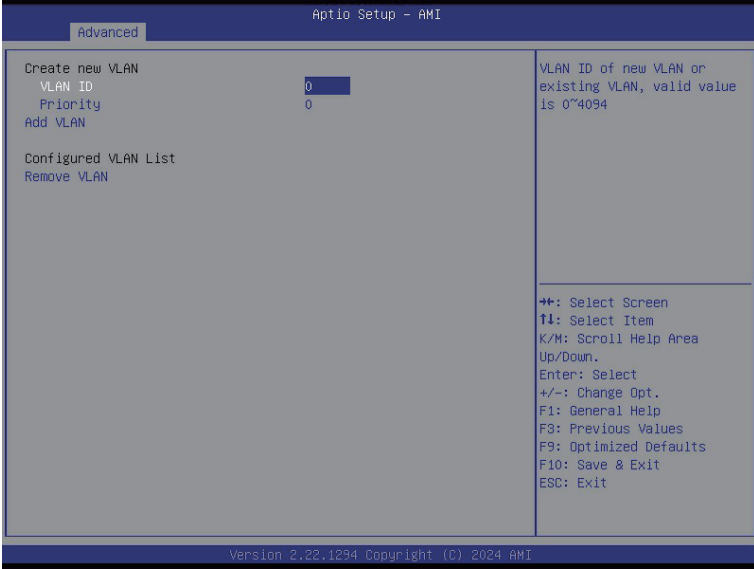 Aptio Setup – AMI
Advanced
Create new VLAN
VLAN ID 0
Priority 0
Add VLAN
Configured VLAN List
Remove VLAN
VLAN ID of new VLAN or
existing VLAN, valid value
is 0~4094
→←: Select Screen
↑↓: Select Item
K/M: Scroll Help Area
Up/Down.
Enter: Select
+/-: Change Opt.
F1: General Help
F3: Previous Values
F9: Optimized Defaults
F10: Save & Exit
ESC: Exit
Version 2.22.1294 Copyright (C) 2024 AMI